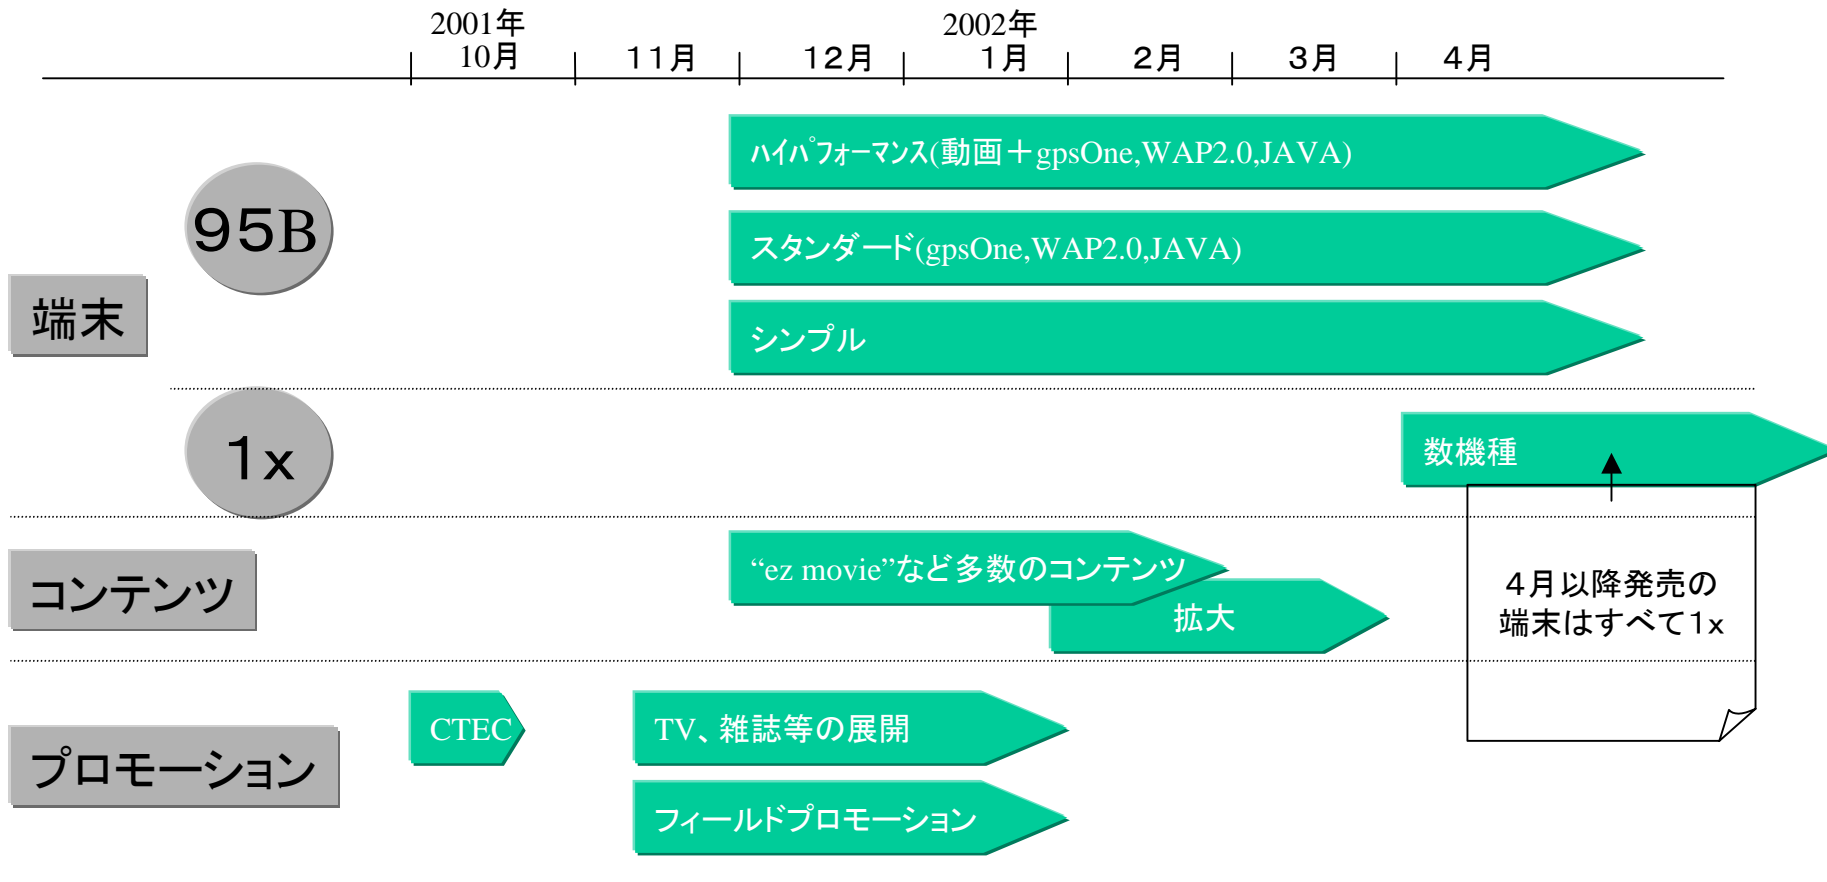 2001年
2002年
10月
11月
12月
1月
2月
3月
4月
ハイパフォーマンス(動画＋gpsOne,WAP2.0,JAVA)
95B
スタンダード(gpsOne,WAP2.0,JAVA)
端末
シンプル
1x
数機種
“ez movie”など多数のコンテンツ
コンテンツ
拡大
4月以降発売の
端末はすべて1x
CTEC
TV、雑誌等の展開
プロモーション
フィールドプロモーション